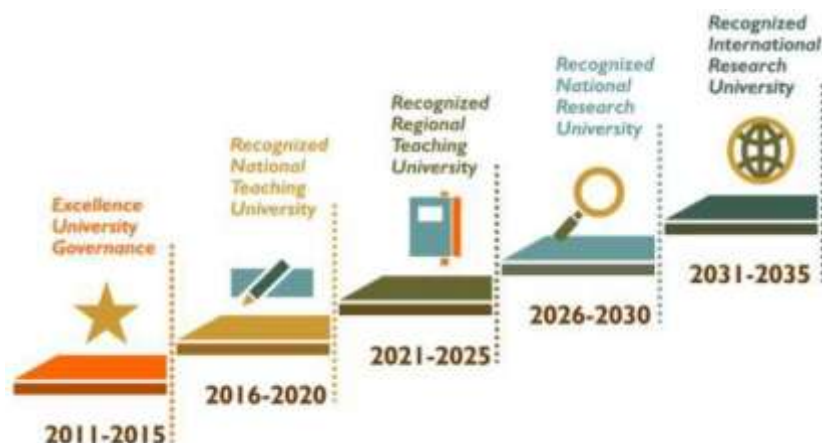 Excellence
University
Governance
2011-2015
Recognized
National
Teaching
University
2016-2020
Recognized
Regional
Teaching
University
2021-2025
Recognized
National
Research
University
2026-2030
Recognized
International
Research
University
2031-2035